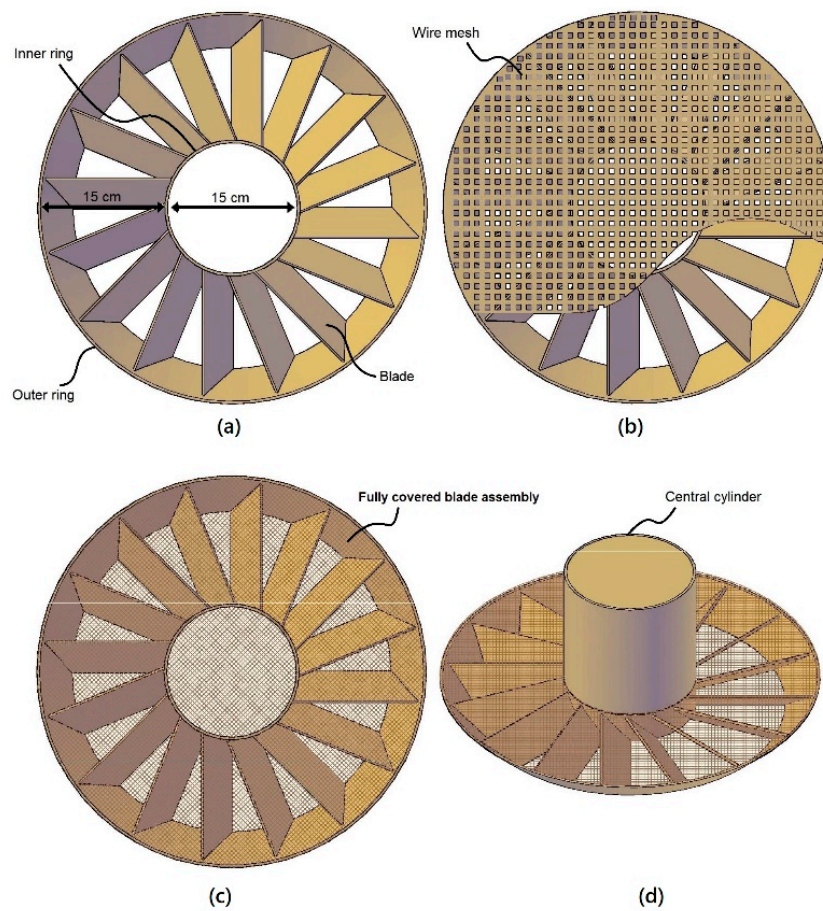 Inner ring
Wire mesh
15 cm
15 cm
Outer ring
Blade
(a)
(b)
Fully covered blade assembly
Central cylinder
(c)
(d)